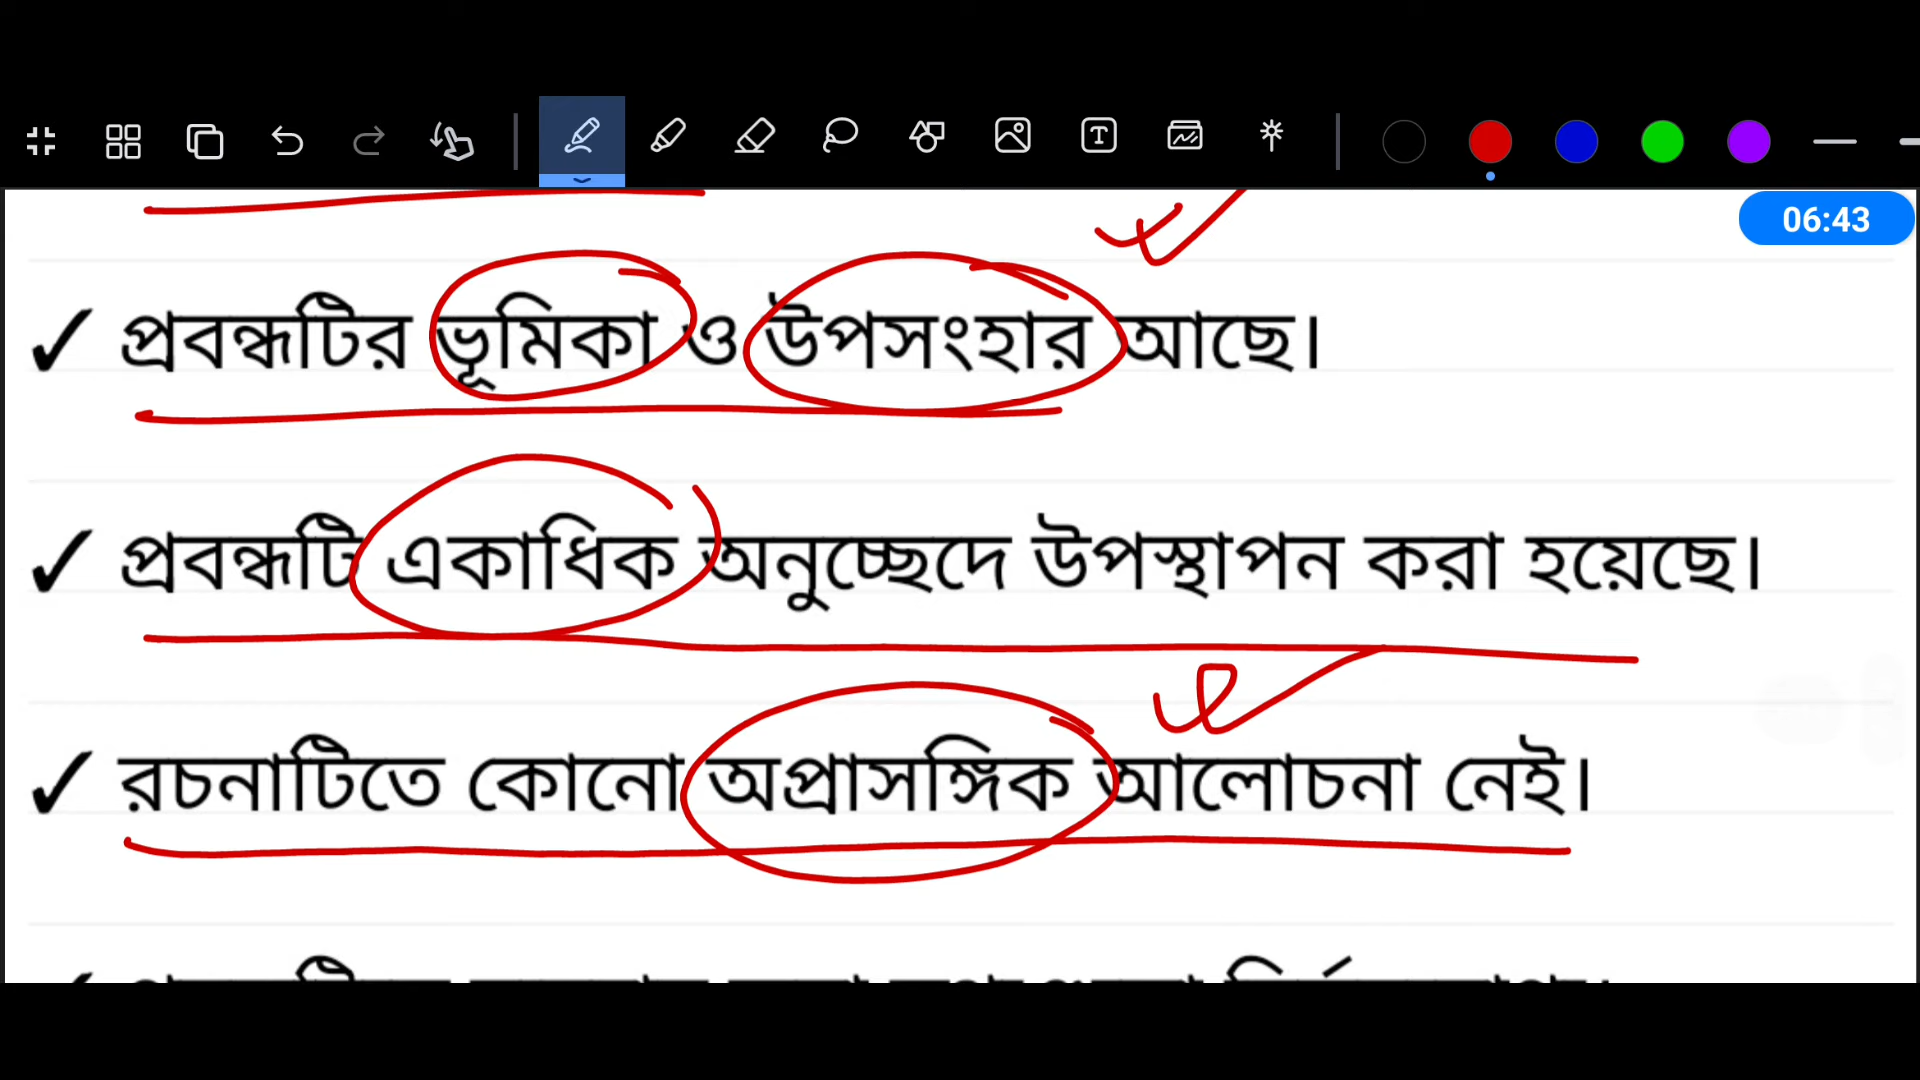 06:43
✓ প্রবন্ধটির ভূমিকা ও উপসংহার আছে।
✓ প্রবন্ধটি একাধিক অনুচ্ছেদে উপস্থাপন করা হয়েছে।
✓ রচনাটিতে কোনো অপ্রাসঙ্গিক আলোচনা নেই।